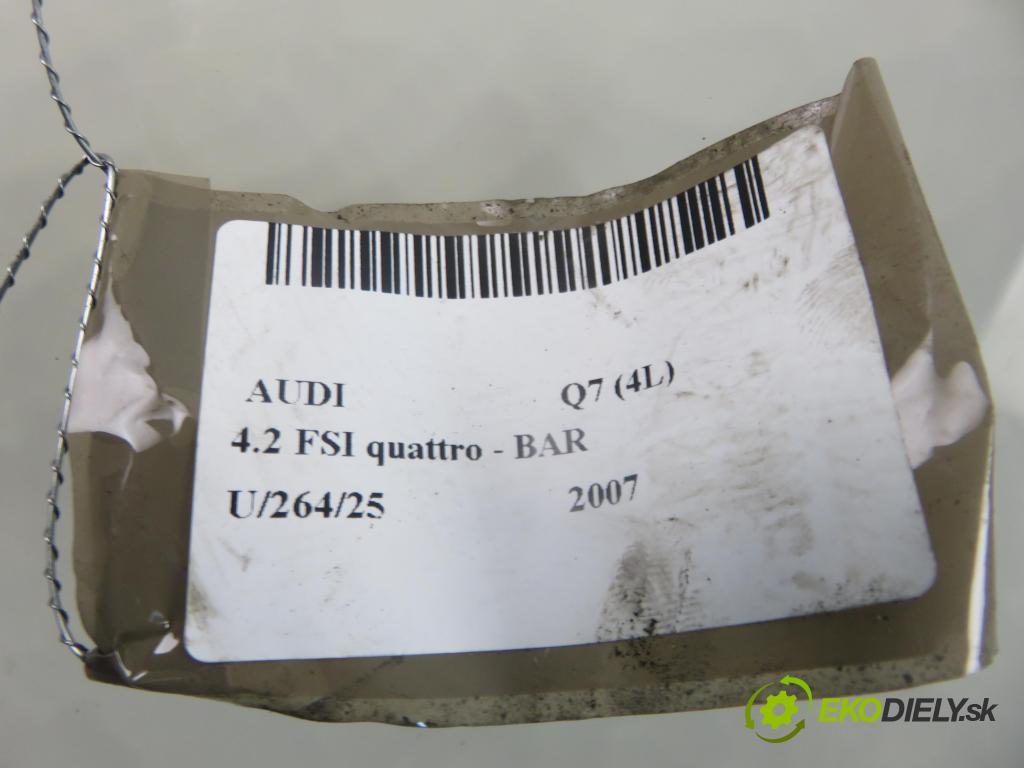 AUDI Q7 (4L)
4.2 FSI quattro - BAR
U/264/25 2007
EKODIELY.sk